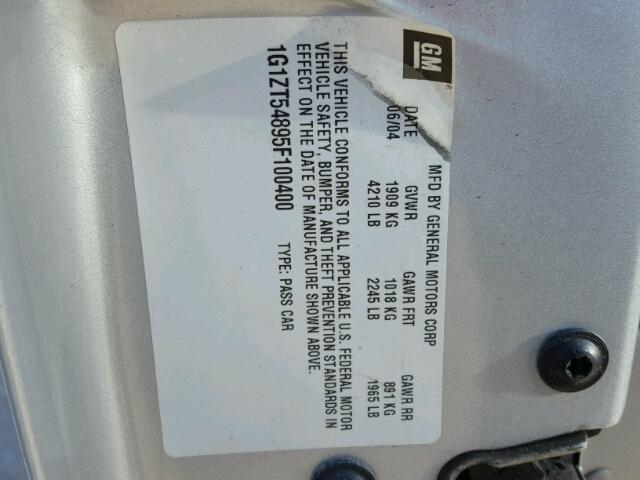 GM
®
MFD BY GENERAL MOTORS CORP
DATE GVWR GAWR FRT GAWR RR
06/04 1909 KG 1018 KG 891 KG
4210 LB 2245 LB 1965 LB
THIS VEHICLE CONFORMS TO ALL APPLICABLE U.S. FEDERAL MOTOR
VEHICLE SAFETY, BUMPER, AND THEFT PREVENTION STANDARDS IN
EFFECT ON THE DATE OF MANUFACTURE SHOWN ABOVE.
1G1ZT54895F100400 TYPE: PASS CAR